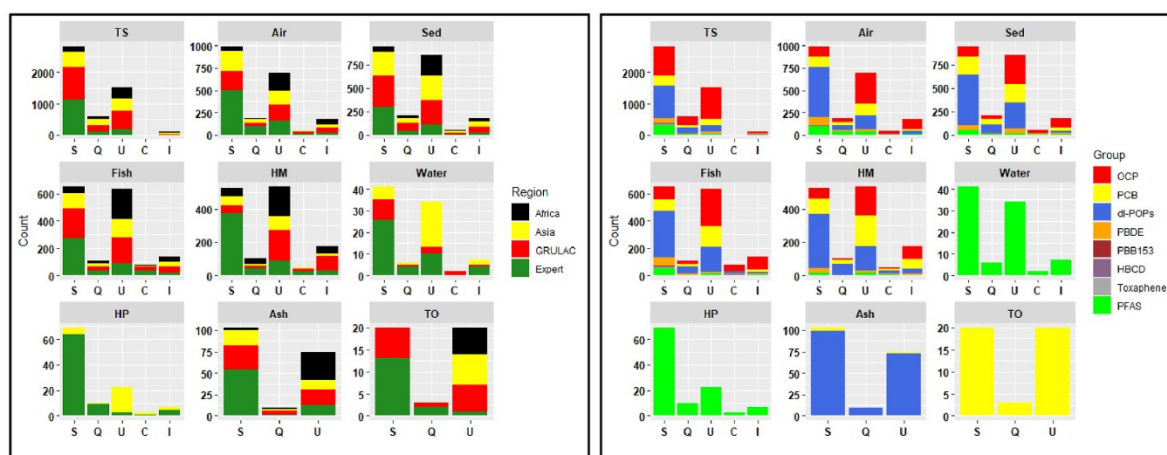 TS Air Sed
2000
1000
0
S Q U C I
1000
750
500
250
0
S Q U C I
750
500
250
0
S Q U C I
Fish HM Water
Count
600
400
200
0
S Q U C I
600
400
200
0
S Q U C I
40
30
20
10
0
S Q U C I
HP Ash TO
60
40
20
0
S Q U C I
100
75
50
25
0
S Q U
20
15
10
5
0
S Q U
Region
Africa
Asia
GRULAC
Expert
TS Air Sed
2000
1000
0
S Q U C I
1000
750
500
250
0
S Q U C I
750
500
250
0
S Q U C I
Fish HM Water
Count
600
400
200
0
S Q U C I
600
400
200
0
S Q U C I
40
30
20
10
0
S Q U C I
HP Ash TO
60
40
20
0
S Q U C I
100
75
50
25
0
S Q U
20
15
10
5
0
S Q U
Group
OCP
PCB
dl-POPs
PBDE
PBB153
HBCD
Toxaphene
PFAS